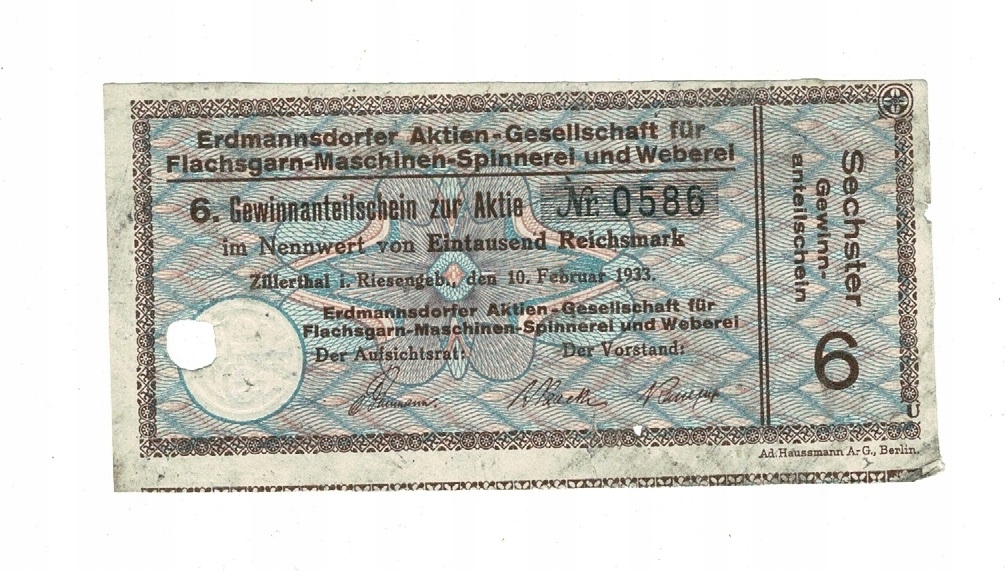 Erdmannsdorfer Aktien-Gesellschaft für
Flachsgarn-Maschinen-Spinnerei und Weberei
6. Gewinnanteilschein zur Aktie Nr. 0586
im Nennwert von Eintausend Reichsmark
Zillerthal i. Riesengeb., den 10. Februar 1933.
Erdmannsdorfer Aktien-Gesellschaft für
Flachsgarn-Maschinen-Spinnerei und Weberei
Der Aufsichtsrat: Der Vorstand:
Sechster
Gewinn-
anteilschein
6
Ad. Haussmann A.-G., Berlin.